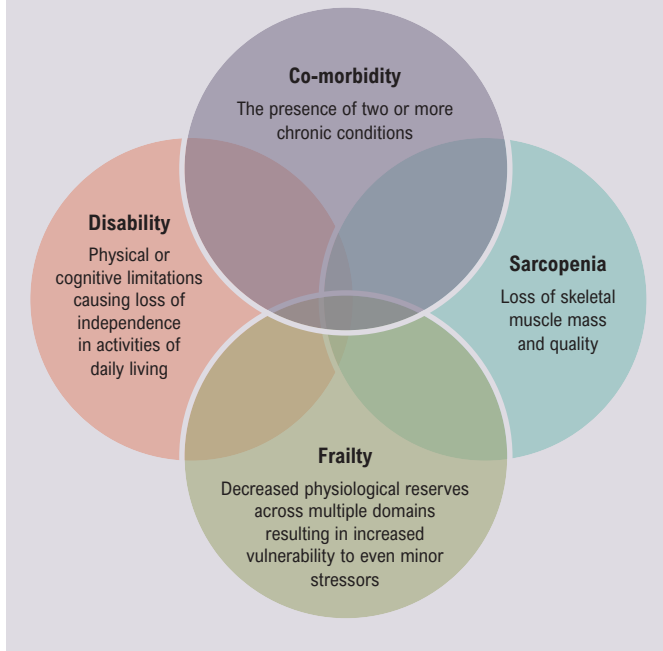 Co-morbidity
The presence of two or more
chronic conditions
Disability
Physical or
cognitive limitations
causing loss of
independence
in activities of
daily living
Sarcopenia
Loss of skeletal
muscle mass
and quality
Frailty
Decreased physiological reserves
across multiple domains
resulting in increased
vulnerability to even minor
stressors